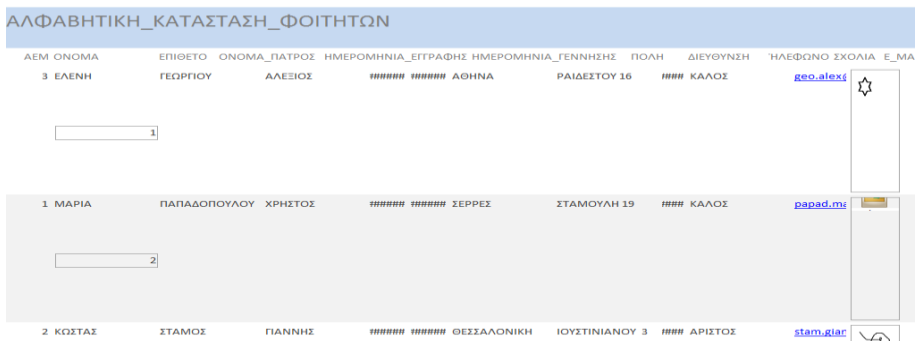 ΑΛΦΑΒΗΤΙΚΗ_ΚΑΤΑΣΤΑΣΗ_ΦΟΙΤΗΤΩΝ
ΑΕΜ ΟΝΟΜΑ ΕΠΙΘΕΤΟ ΟΝΟΜΑ_ΠΑΤΡΟΣ ΗΜΕΡΟΜΗΝΙΑ_ΕΓΓΡΑΦΗΣ ΗΜΕΡΟΜΗΝΙΑ_ΓΕΝΝΗΣΗΣ ΠΟΛΗ ΔΙΕΥΘΥΝΣΗ ΤΗΛΕΦΩΝΟ ΣΧΟΛΙΑ E_MA
3 ΕΛΕΝΗ ΓΕΩΡΓΙΟΥ ΑΛΕΞΙΟΣ ###### ###### ΑΘΗΝΑ ΡΑΙΔΕΣΤΟΥ 16 #### ΚΑΛΟΣ geo.alex@
1
1 ΜΑΡΙΑ ΠΑΠΑΔΟΠΟΥΛΟΥ ΧΡΗΣΤΟΣ ###### ###### ΣΕΡΡΕΣ ΣΤΑΜΟΥΛΗ 19 #### ΚΑΛΟΣ papad.ma
2
2 ΚΩΣΤΑΣ ΣΤΑΜΟΣ ΓΙΑΝΝΗΣ ###### ###### ΘΕΣΣΑΛΟΝΙΚΗ ΙΟΥΣΤΙΝΙΑΝΟΥ 3 #### ΑΡΙΣΤΟΣ stam.gian